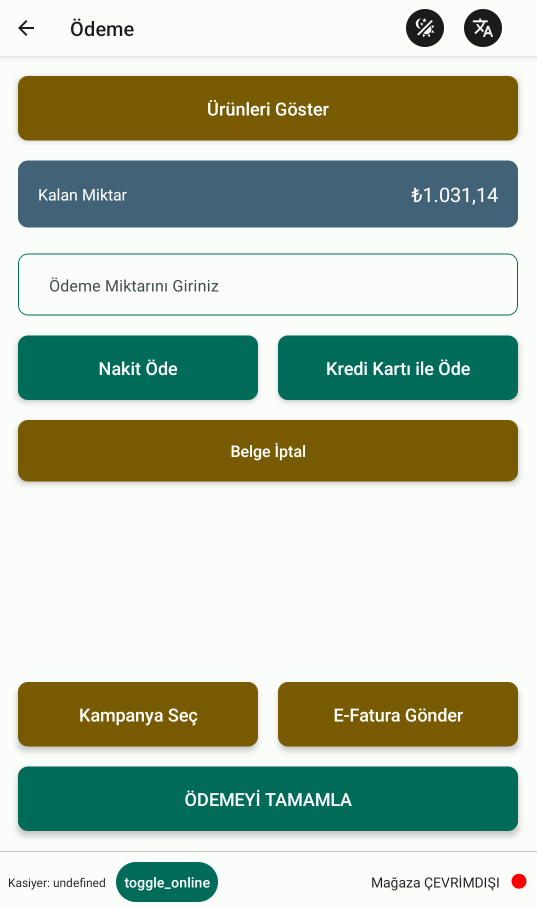 Ödeme
Ürünleri Göster
Kalan Miktar ₺1.031,14
Ödeme Miktarını Giriniz
Nakit Öde Kredi Kartı ile Öde
Belge İptal
Kampanya Seç E-Fatura Gönder
ÖDEMEYİ TAMAMLA
Kasiyer: undefined toggle_online Mağaza ÇEVRİMDIŞI